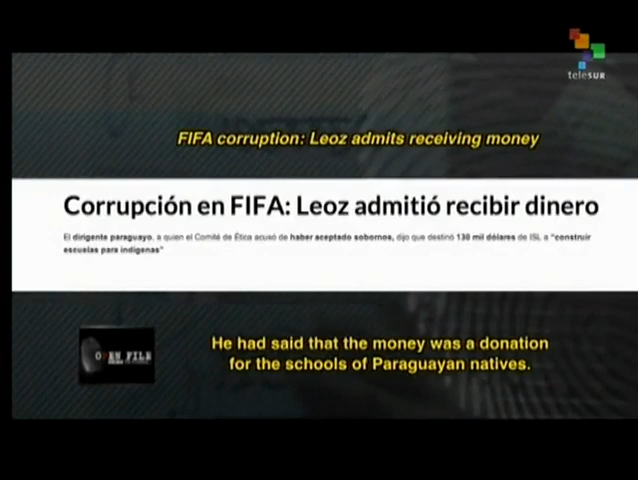 teleSUR
FIFA corruption: Leoz admits receiving money
Corrupción en FIFA: Leoz admitió recibir dinero
El dirigente paraguayo, a quien el Comité de Ética acusó de haber aceptado sobornos, dijo que destinó 130 mil dólares de ISL a "construir
escuelas para indígenas"
OPEN FILE
He had said that the money was a donation
for the schools of Paraguayan natives.